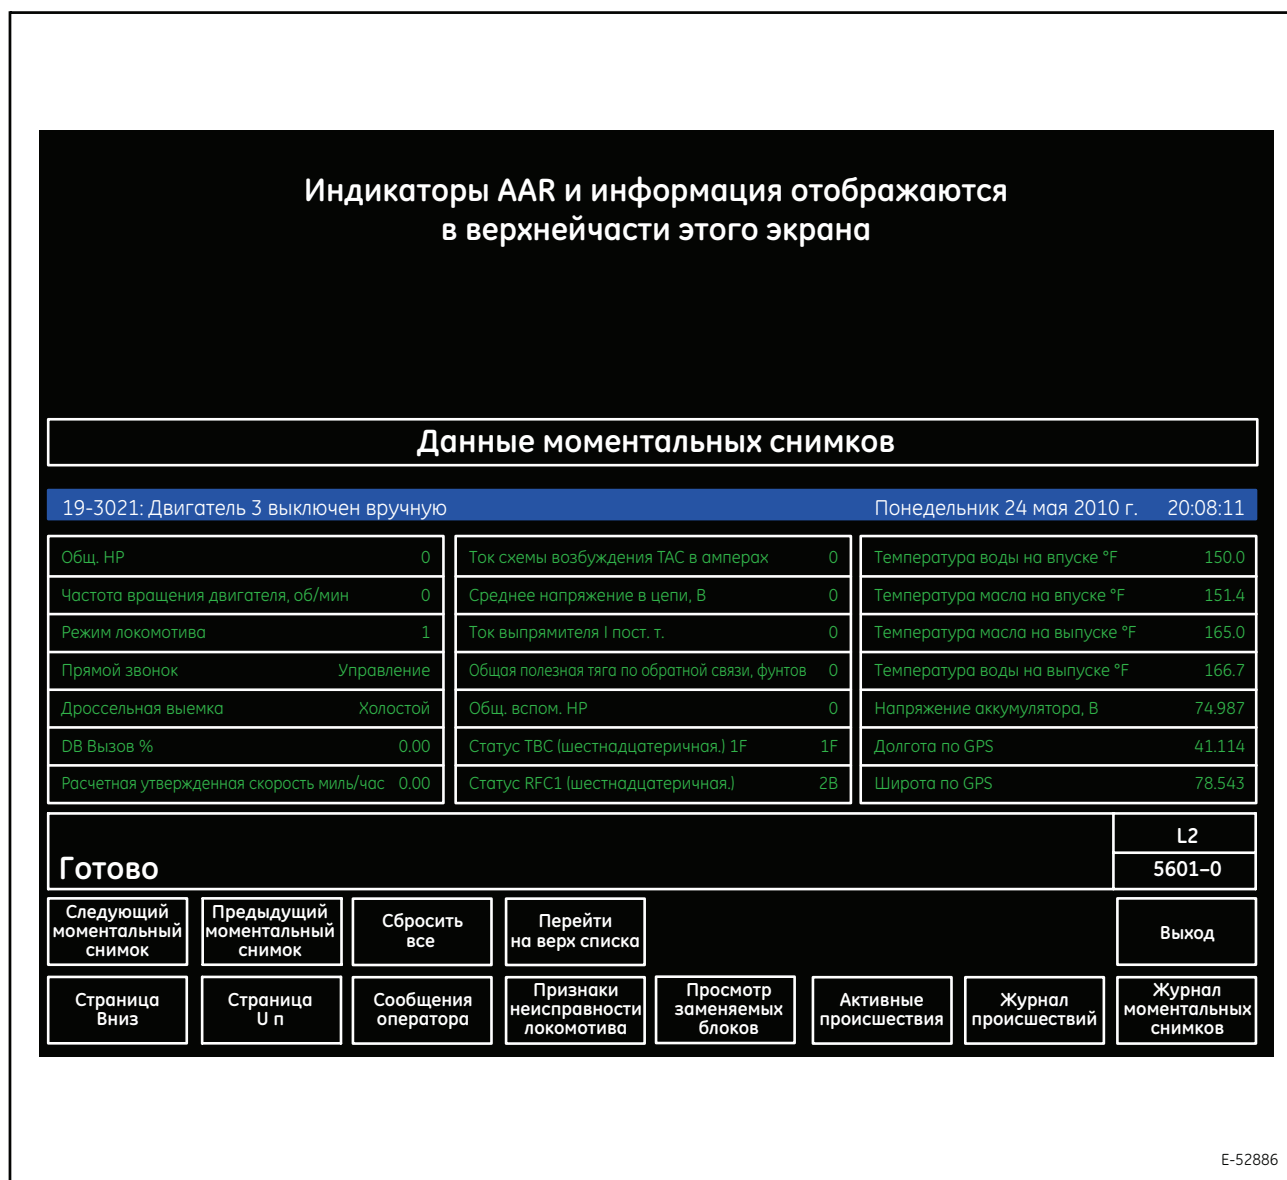 Индикаторы AAR и информация отображаются
в верхнейчасти этого экрана
Данные моментальных снимков
19-3021: Двигатель 3 выключен вручную Понедельник 24 мая 2010 г. 20:08:11
Общ. HP 0
Частота вращения двигателя, об/мин 0
Режим локомотива 1
Прямой звонок Управление
Дроссельная выемка Холостой
DB Вызов % 0.00
Расчетная утвержденная скорость миль/час 0.00
Ток схемы возбуждения ТАС в амперах 0
Среднее напряжение в цепи, В 0
Ток выпрямителя I пост. т. 0
Общая полезная тяга по обратной связи, фунтов 0
Общ. вспом. HP 0
Статус TBC (шестнадцатеричная.) 1F 1F
Статус RFC1 (шестнадцатеричная.) 2B
Температура воды на впуске °F 150.0
Температура масла на впуске °F 151.4
Температура масла на выпуске °F 165.0
Температура воды на выпуске °F 166.7
Напряжение аккумулятора, В 74.987
Долгота по GPS 41.114
Широта по GPS 78.543
Готово
L2
5601–0
Следующий
моментальный
снимок
Предыдущий
моментальный
снимок
Сбросить
все
Перейти
на верх списка
Выход
Страница
Вниз
Страница
U п
Сообщения
оператора
Признаки
неисправности
локомотива
Просмотр
заменяемых
блоков
Активные
происшествия
Журнал
происшествий
Журнал
моментальных
снимков
E-52886